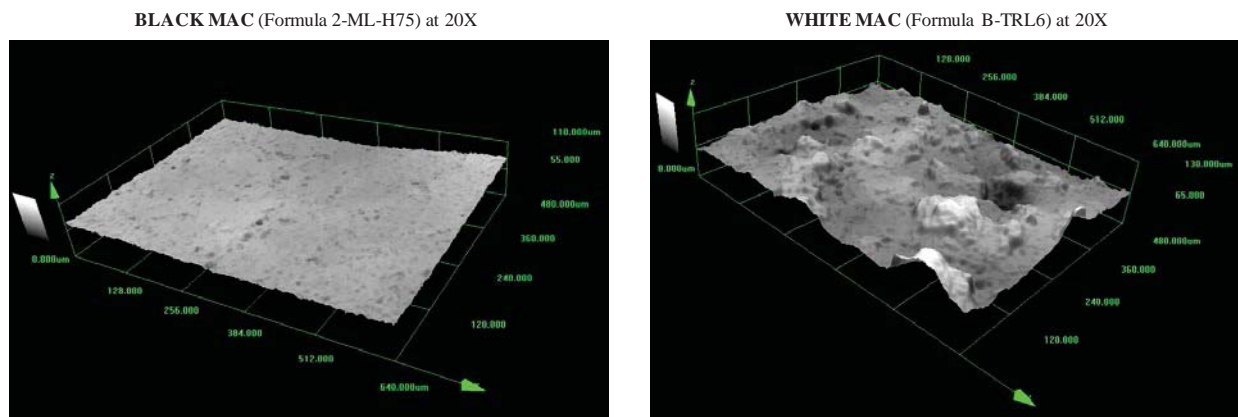 BLACK MAC (Formula 2-ML-H75) at 20X
z
110.000um
55.000
480.000um
0.000um
360.000
128.000
240.000
256.000
120.000
384.000
512.000
640.000um
WHITE MAC (Formula B-TRL6) at 20X
128.000
256.000
z
384.000
512.000
640.000um
130.000um
0.000um
65.000
480.000um
360.000
240.000
120.000